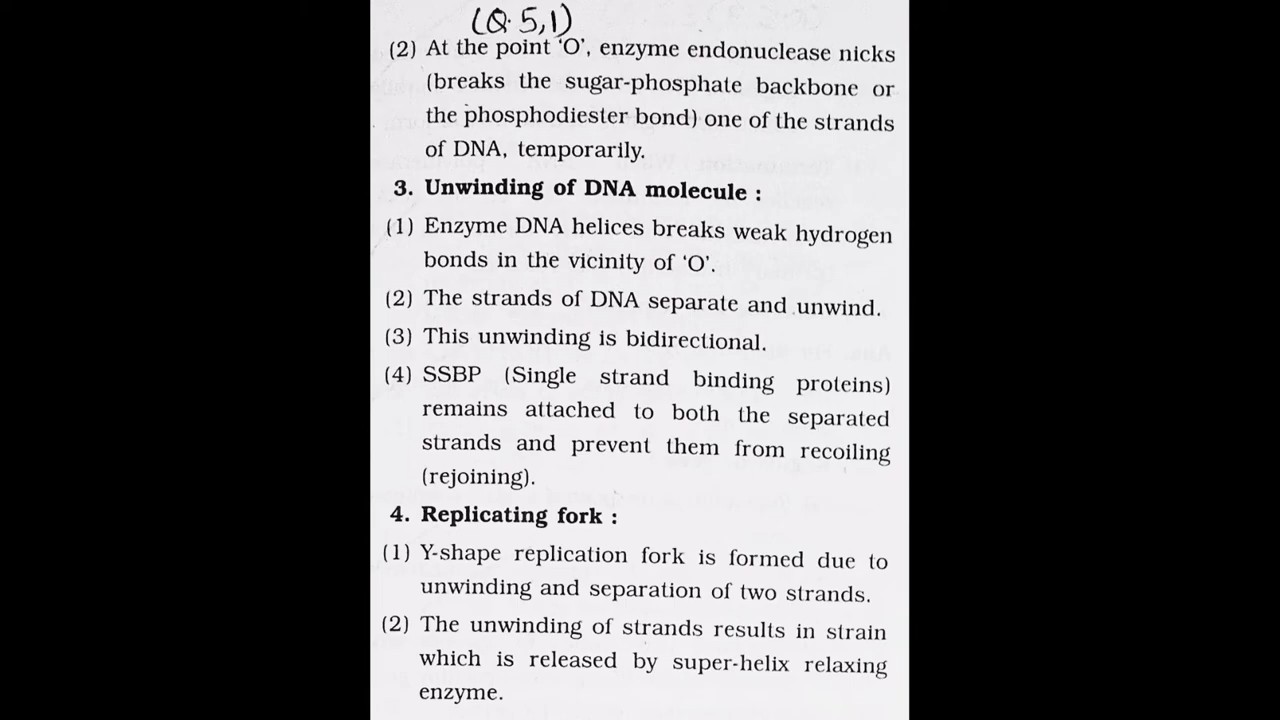 (Q. 5,1)
(2) At the point ‘O’, enzyme endonuclease nicks
(breaks the sugar-phosphate backbone or
the phosphodiester bond) one of the strands
of DNA, temporarily.
3. Unwinding of DNA molecule :
(1) Enzyme DNA helices breaks weak hydrogen
bonds in the vicinity of ‘O’.
(2) The strands of DNA separate and unwind.
(3) This unwinding is bidirectional.
(4) SSBP (Single strand binding proteins)
remains attached to both the separated
strands and prevent them from recoiling
(rejoining).
4. Replicating fork :
(1) Y-shape replication fork is formed due to
unwinding and separation of two strands.
(2) The unwinding of strands results in strain
which is released by super-helix relaxing
enzyme.